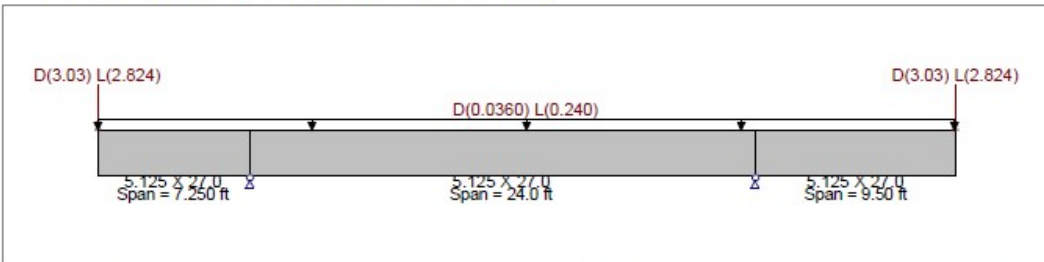 D(3.03) L(2.824)
D(3.03) L(2.824)
D(0.0360) L(0.240)
5.125 X 27.0
Span = 7.250 ft
5.125 X 27.0
Span = 24.0 ft
5.125 X 27.0
Span = 9.50 ft